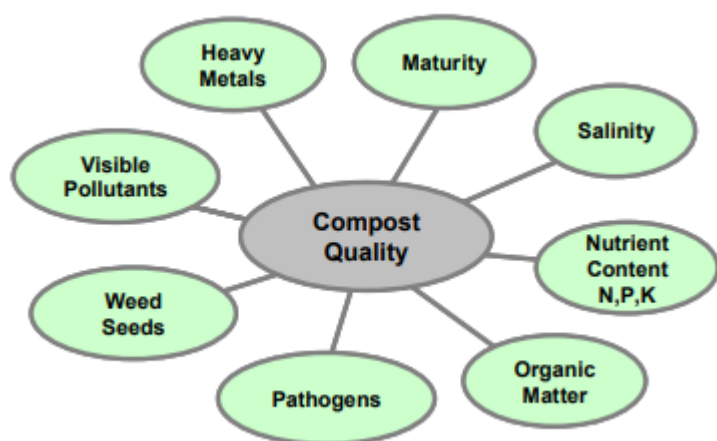 Heavy
Metals
Maturity
Salinity
Visible
Pollutants
Compost
Quality
Nutrient
Content
N,P,K
Weed
Seeds
Pathogens
Organic
Matter